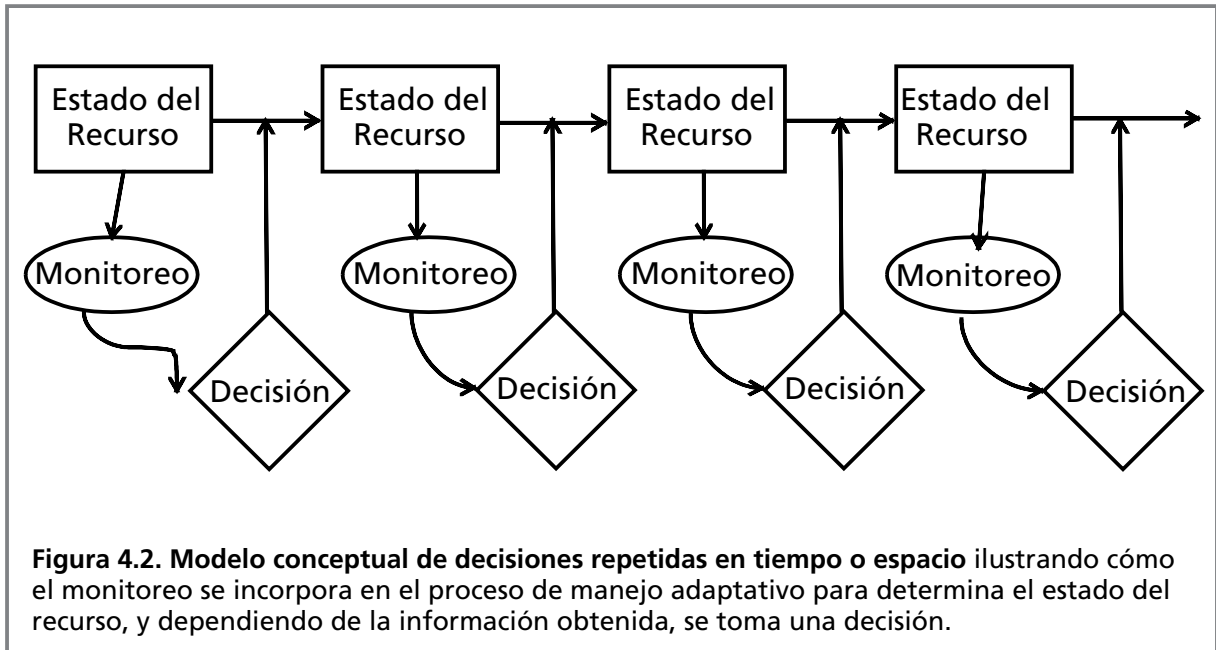 Estado del
Recurso
Estado del
Recurso
Estado del
Recurso
Estado del
Recurso
Monitoreo
Monitoreo
Monitoreo
Monitoreo
Decisión
Decisión
Decisión
Decisión
Figura 4.2. Modelo conceptual de decisiones repetidas en tiempo o espacio ilustrando cómo
el monitoreo se incorpora en el proceso de manejo adaptativo para determina el estado del
recurso, y dependiendo de la información obtenida, se toma una decisión.